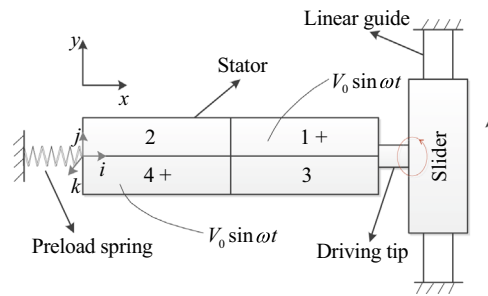 Linear guide
y
Stator
V₀ sin ωt
x
j
2
1 +
Slider
i
k
4 +
3
V₀ sin ωt
Preload spring
Driving tip